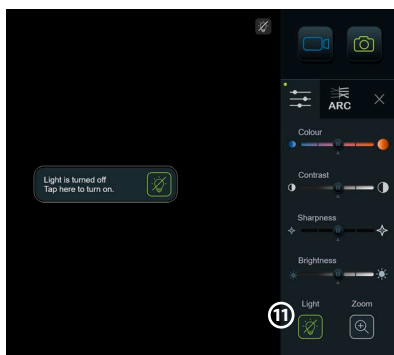 ARC
Colour
Contrast
Light is turned off
Tap here to turn on.
Sharpness
Brightness
Light Zoom
11